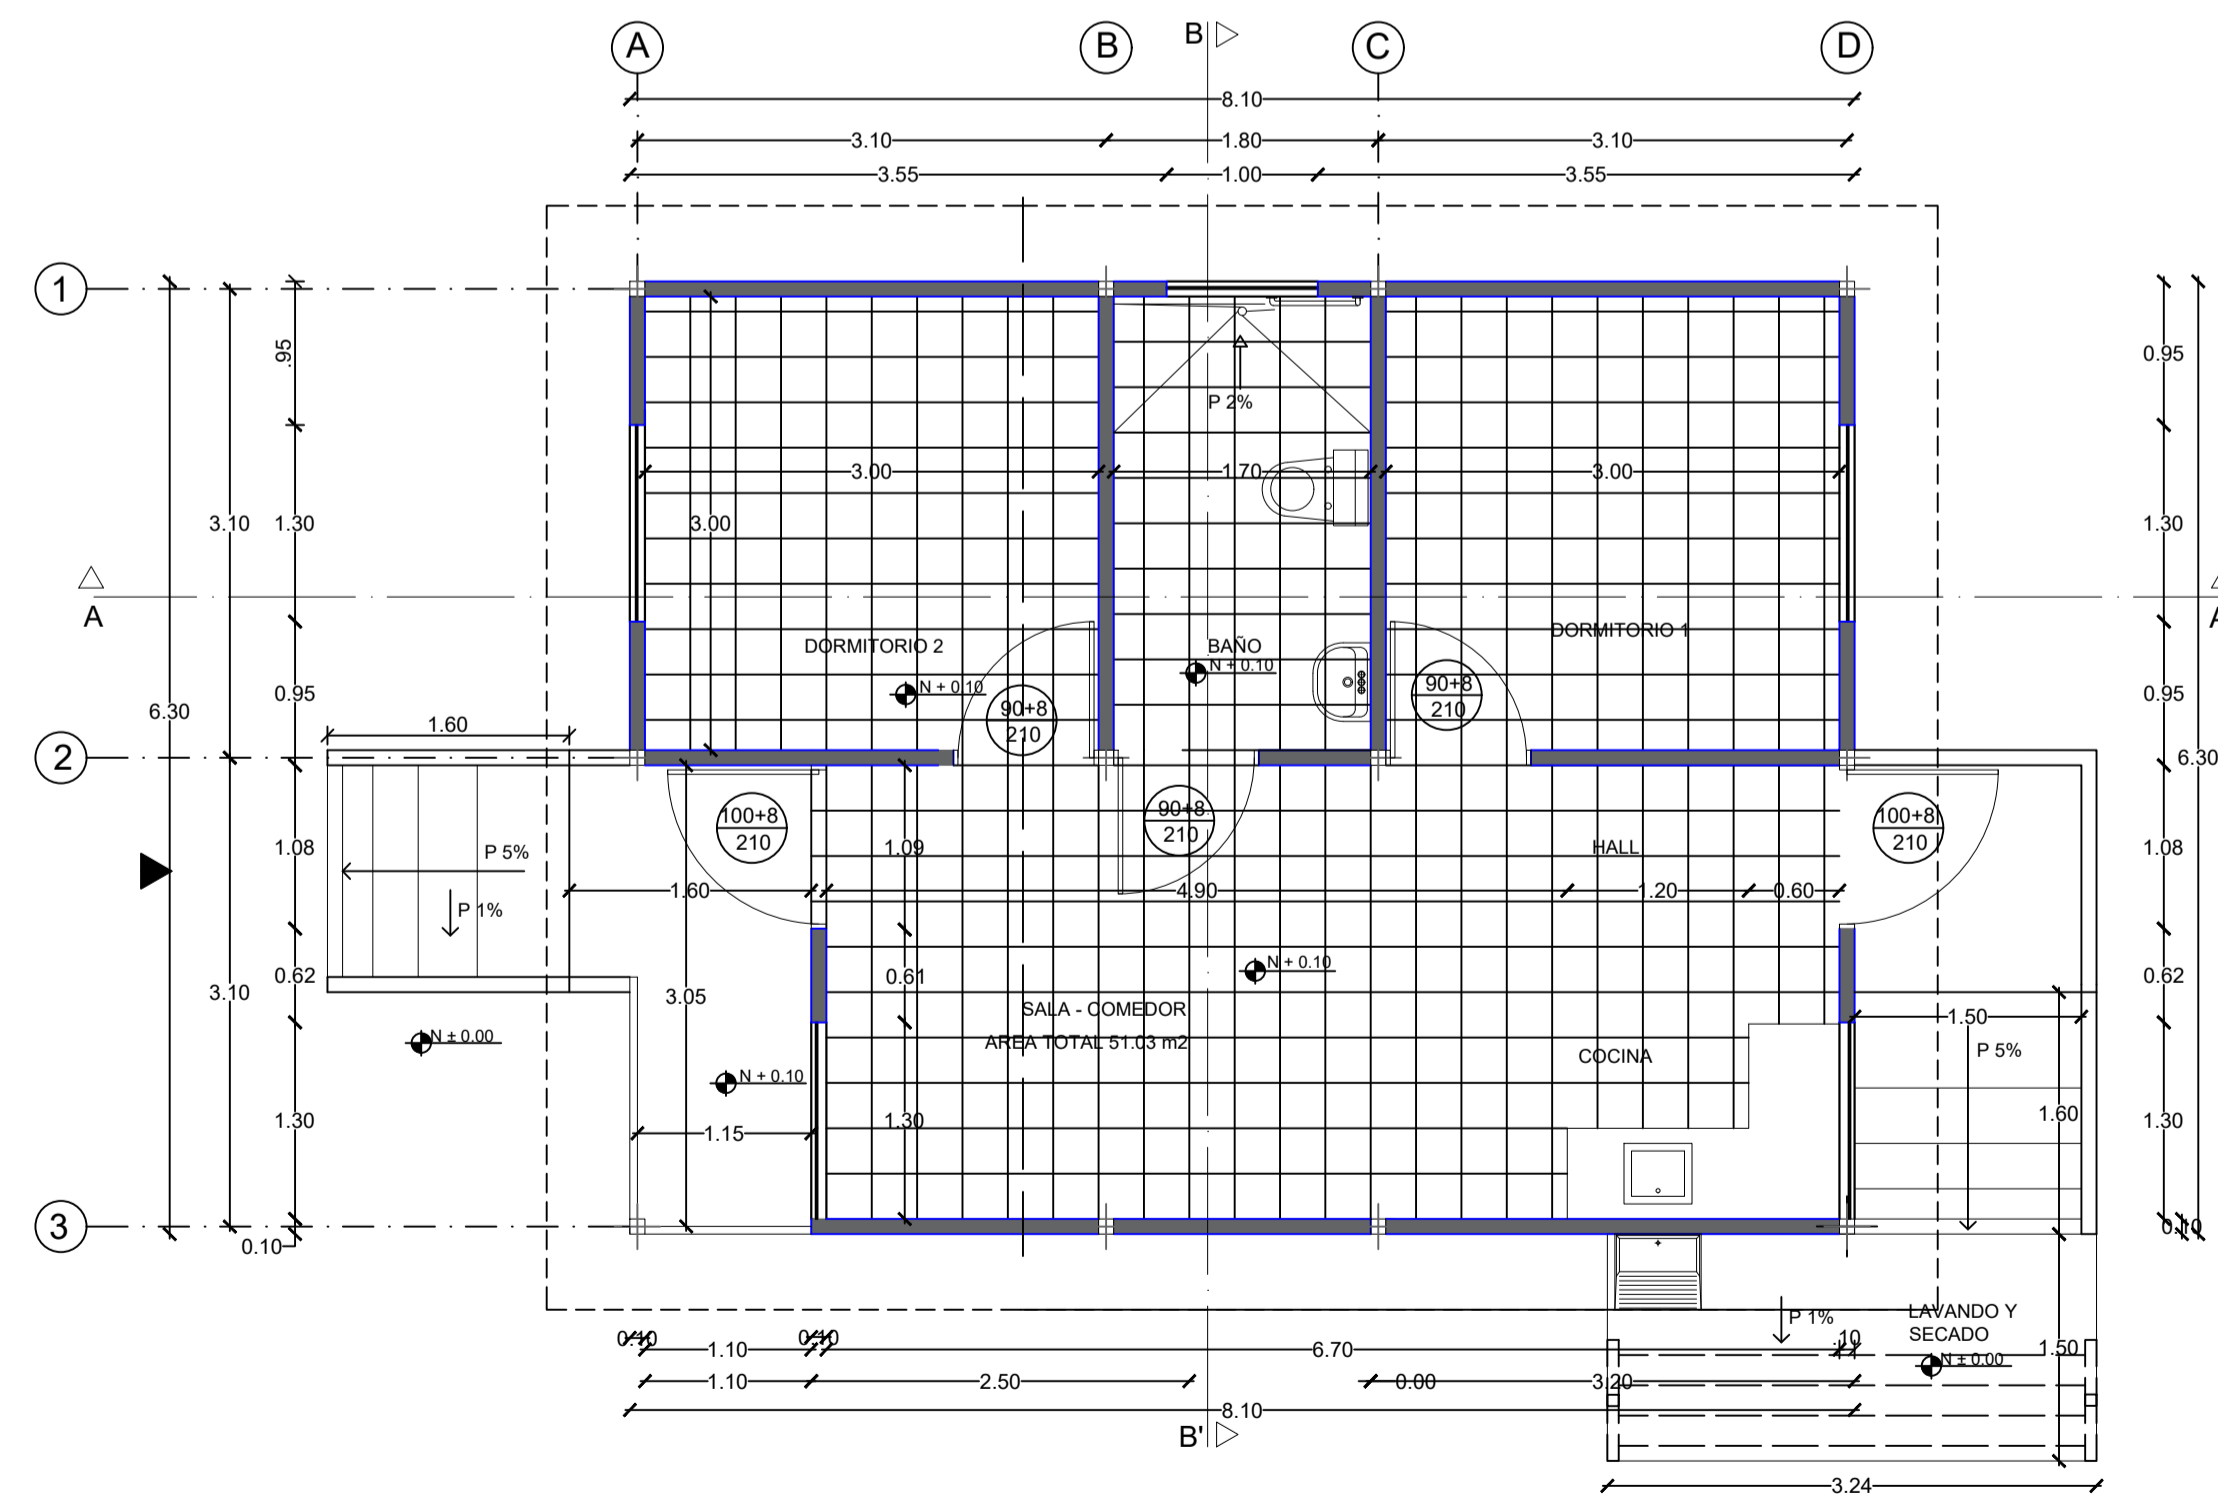 A
B
B
C
D
8.10
3.10
1.80
3.10
3.55
1.00
3.55
1
.95
0.95
P 2%
3.00
1.70
3.00
3.10
1.30
3.00
1.30
A
A
DORMITORIO 2
BAÑO
DORMITORIO 1
N + 0.10
N + 0.10
0.95
90+8
210
90+8
210
0.95
6.30
1.60
2
6.30
100+8
210
90+8
210
100+8
210
1.08
P 5%
1.09
HALL
1.08
P 1%
1.60
4.90
1.20
0.60
0.62
3.10
3.05
0.61
N + 0.10
0.62
SALA - COMEDOR
1.50
N ± 0.00
AREA TOTAL 51.03 m2
COCINA
P 5%
N + 0.10
1.30
1.15
1.30
1.60
1.30
3
0.10
0.10
LAVANDO Y
SECADO
P 1%
0.10
1.10
0.10
6.70
.10
1.50
N ± 0.00
1.10
2.50
0.00
3.20
8.10
B'
3.24